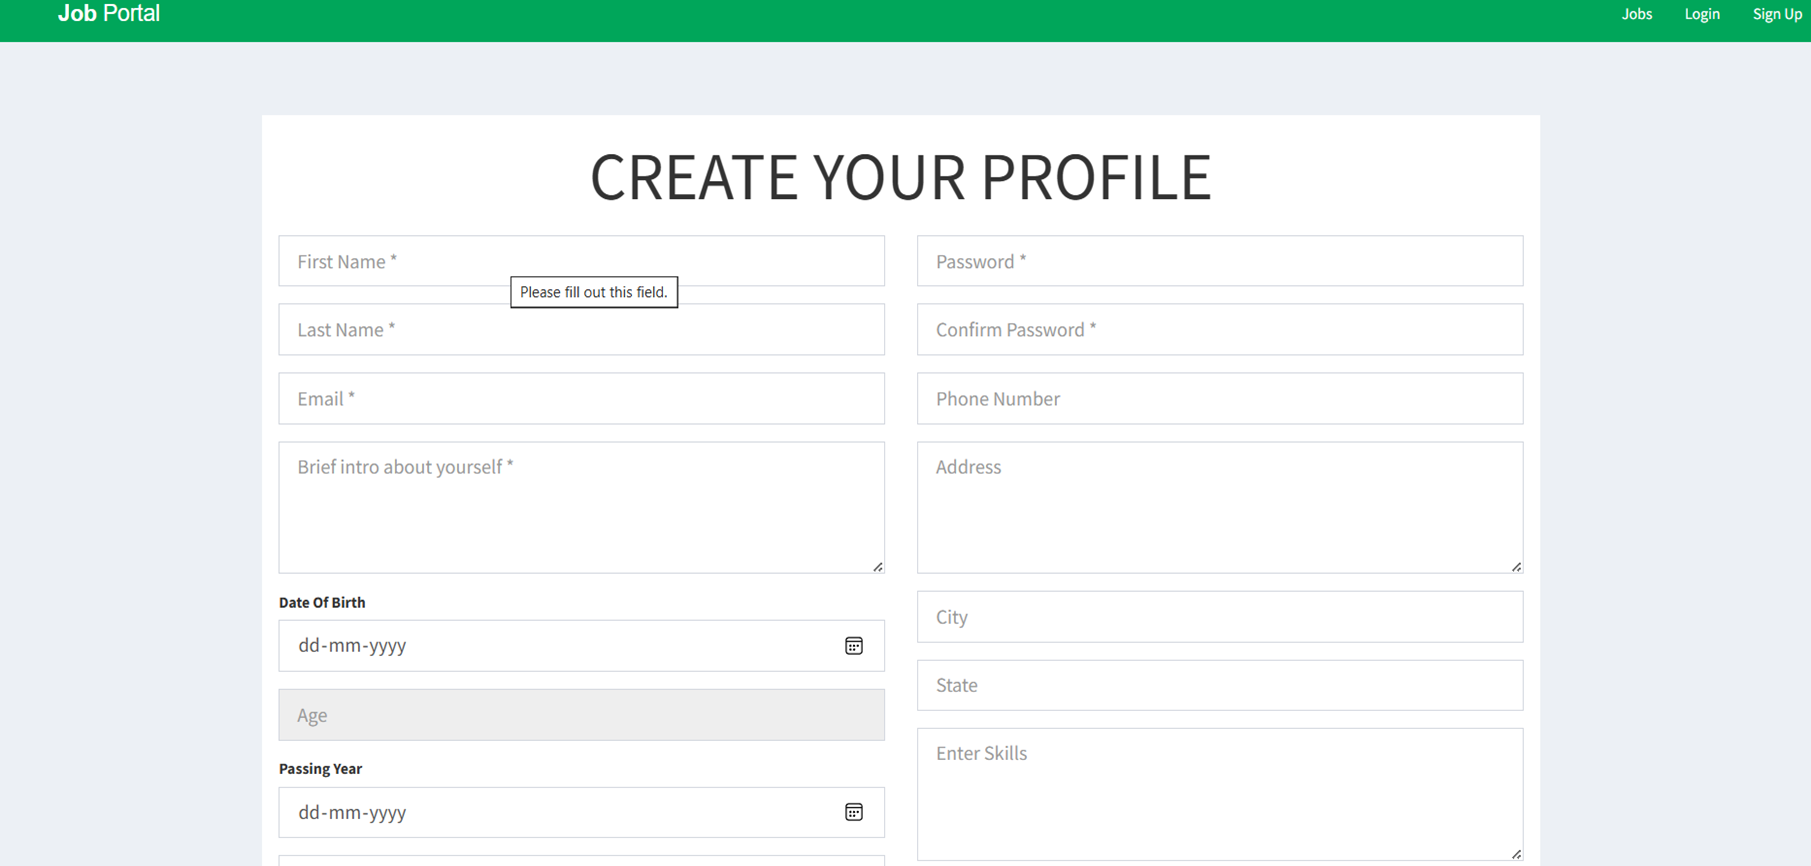 Job Portal
Jobs
Login
Sign Up
CREATE YOUR PROFILE
First Name *
Please fill out this field.
Last Name *
Email *
Brief intro about yourself *
Date Of Birth
dd-mm-yyyy
Age
Passing Year
dd-mm-yyyy
Password *
Confirm Password *
Phone Number
Address
City
State
Enter Skills